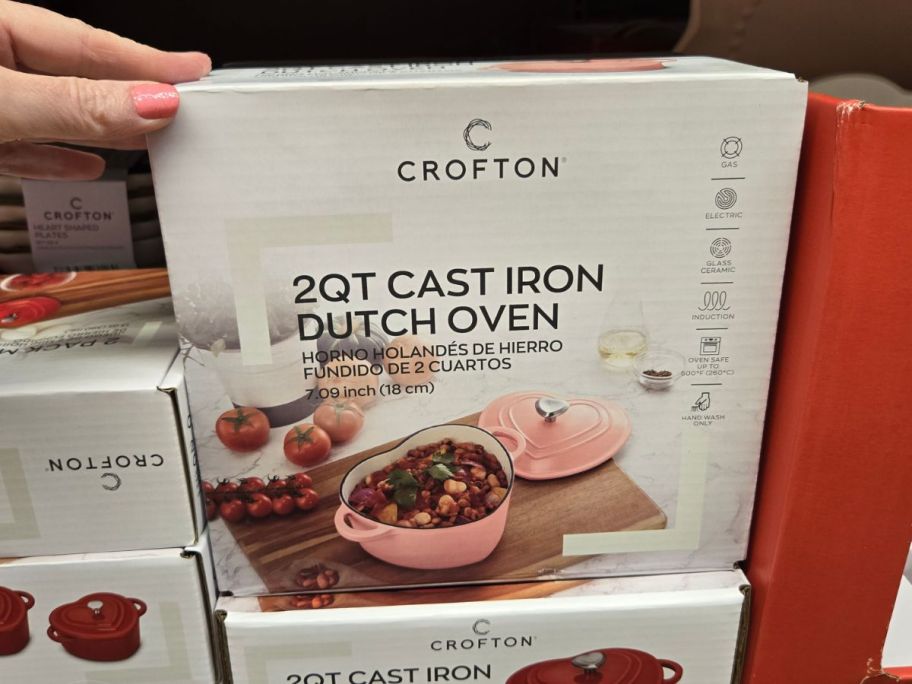 CROFTON
2QT CAST IRON
DUTCH OVEN
HORNO HOLANDÉS DE HIERRO
FUNDIDO DE 2 CUARTOS
7.09 inch (18 cm)
GAS
ELECTRIC
GLASS
CERAMIC
INDUCTION
OVEN SAFE
UP TO
500°F (260°C)
HAND WASH
ONLY
CROFTON
HEART SHAPED
PLATES
2 PACK M
CROFTON
CROFTON
2QT CAST IRON